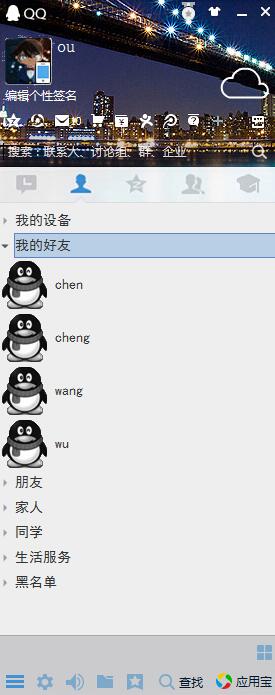 QQ
ou
编辑个性签名
搜索：联系人、讨论组、群、企业
我的设备
我的好友
chen
cheng
wang
wu
朋友
家人
同学
生活服务
黑名单
查找
应用宝